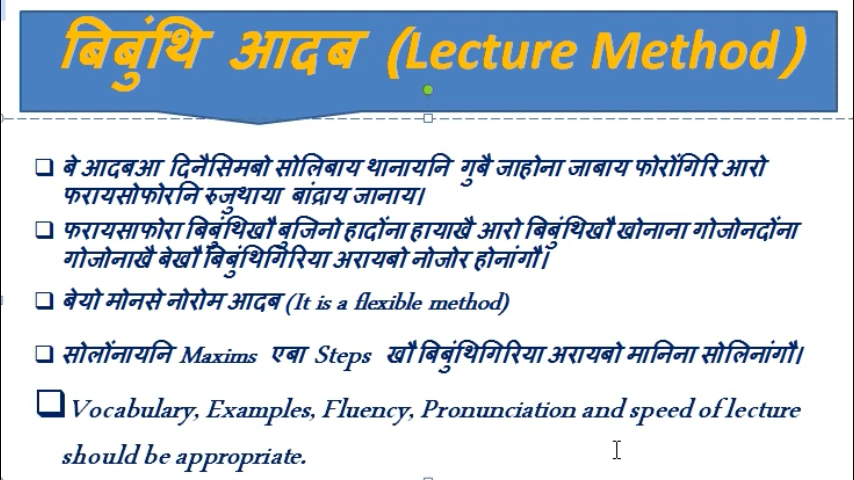 बिबुंथि आदब (Lecture Method)
बे आदबआ दिनैसिमबो सोलिबाय थानायनि गुबै जाहोना जाबाय फोरोंगिरि आरो
फरायसोफोरनि रुजुथाया बांद्राय जानाय।
फरायसाफोरा बिबुंथिखौ बुजिनो हादोंना हायाखै आरो बिबुंथिखौ खोनाना गोजोनदोंना
गोजोनाखै बेखौ बिबुंथिगिरिया अरायबो नोजोर होनांगौ।
बेयो मोनसे नोरोम आदब (It is a flexible method)
सोलोंनायनि Maxims एबा Steps खौ बिबुंथिगिरिया अरायबो मानिना सोलिनांगौ।
Vocabulary, Examples, Fluency, Pronunciation and speed of lecture
should be appropriate.